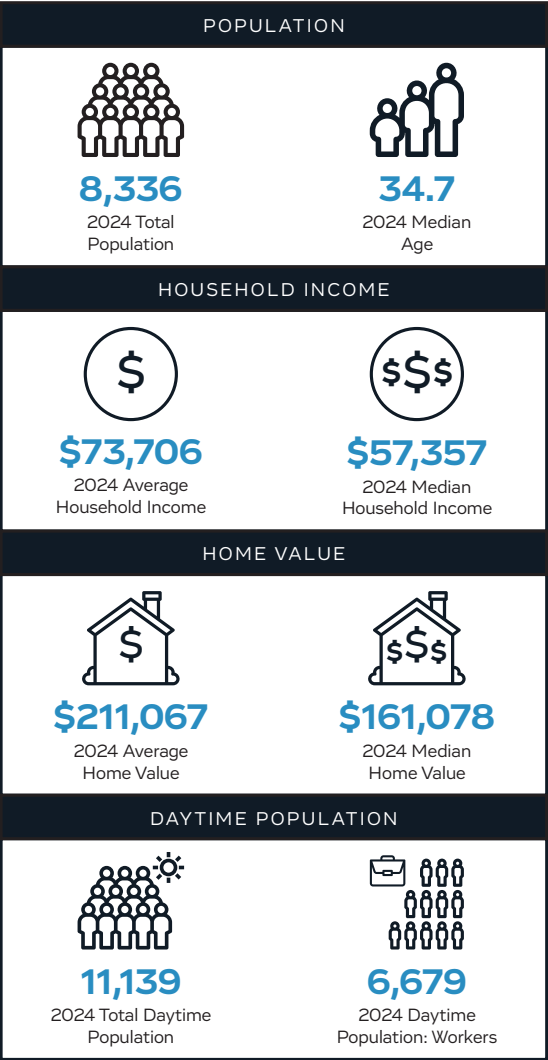 POPULATION
8,336
2024 Total
Population
34.7
2024 Median
Age
HOUSEHOLD INCOME
$
$73,706
2024 Average
Household Income
$$$
$57,357
2024 Median
Household Income
HOME VALUE
$
$211,067
2024 Average
Home Value
$$$
$161,078
2024 Median
Home Value
DAYTIME POPULATION
11,139
2024 Total Daytime
Population
6,679
2024 Daytime
Population: Workers